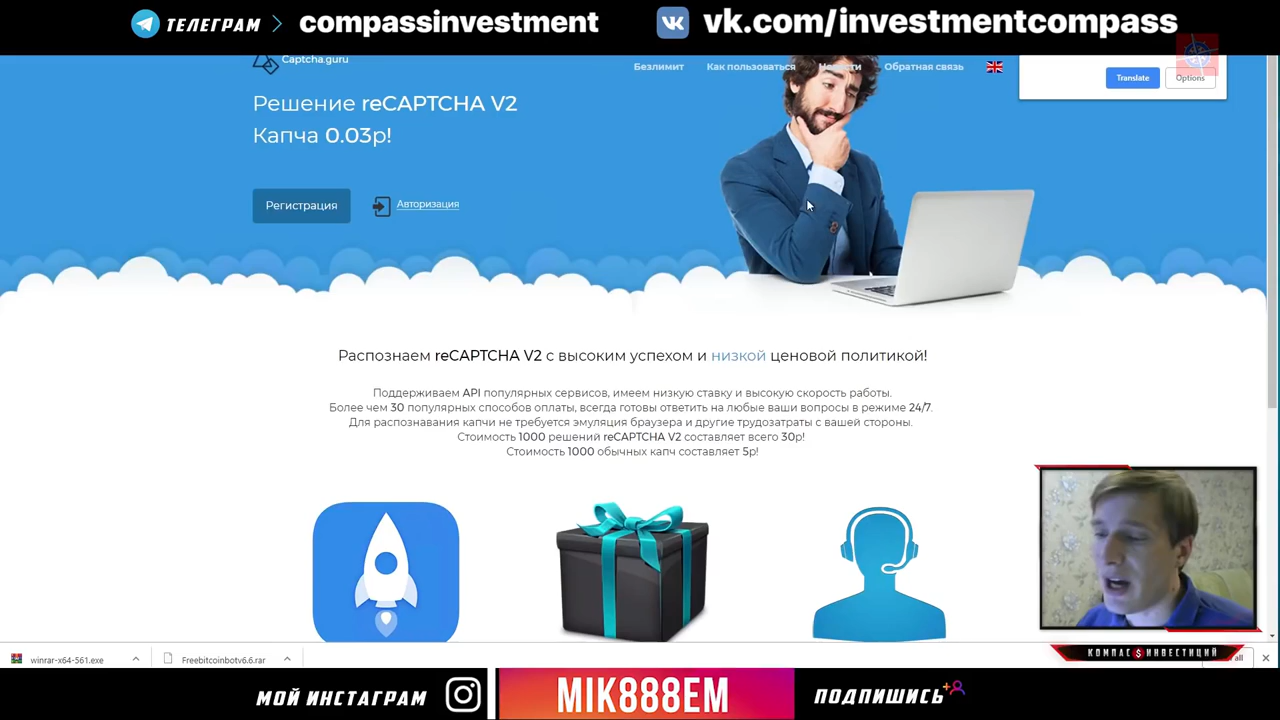 ТЕЛЕГРАМ > compassinvestment
vk.com/investmentcompass
Captcha.guru
Безлимит Как пользоваться Новости Обратная связь
Translate Options
Решение reCAPTCHA V2
Капча 0.03р!
Регистрация Авторизация
Распознаем reCAPTCHA V2 с высоким успехом и низкой ценовой политикой!
Поддерживаем API популярных сервисов, имеем низкую ставку и высокую скорость работы.
Более чем 30 популярных способов оплаты, всегда готовы ответить на любые ваши вопросы в режиме 24/7.
Для распознавания капчи не требуется эмуляция браузера и другие трудозатраты с вашей стороны.
Стоимость 1000 решений reCAPTCHA V2 составляет всего 30р!
Стоимость 1000 обычных капч составляет 5р!
winrar-x64-561.exe Freebitcoinbotv6.6.rar
КОМПАС $ ИНВЕСТИЦИЙ
all
МОЙ ИНСТАГРАМ MIK888EM ПОДПИШИСЬ